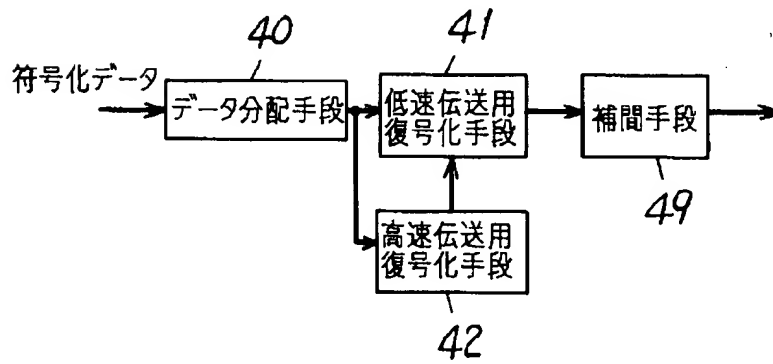 40
41
符号化データ
データ分配手段
低速伝送用
復号化手段
補間手段
49
高速伝送用
復号化手段
42